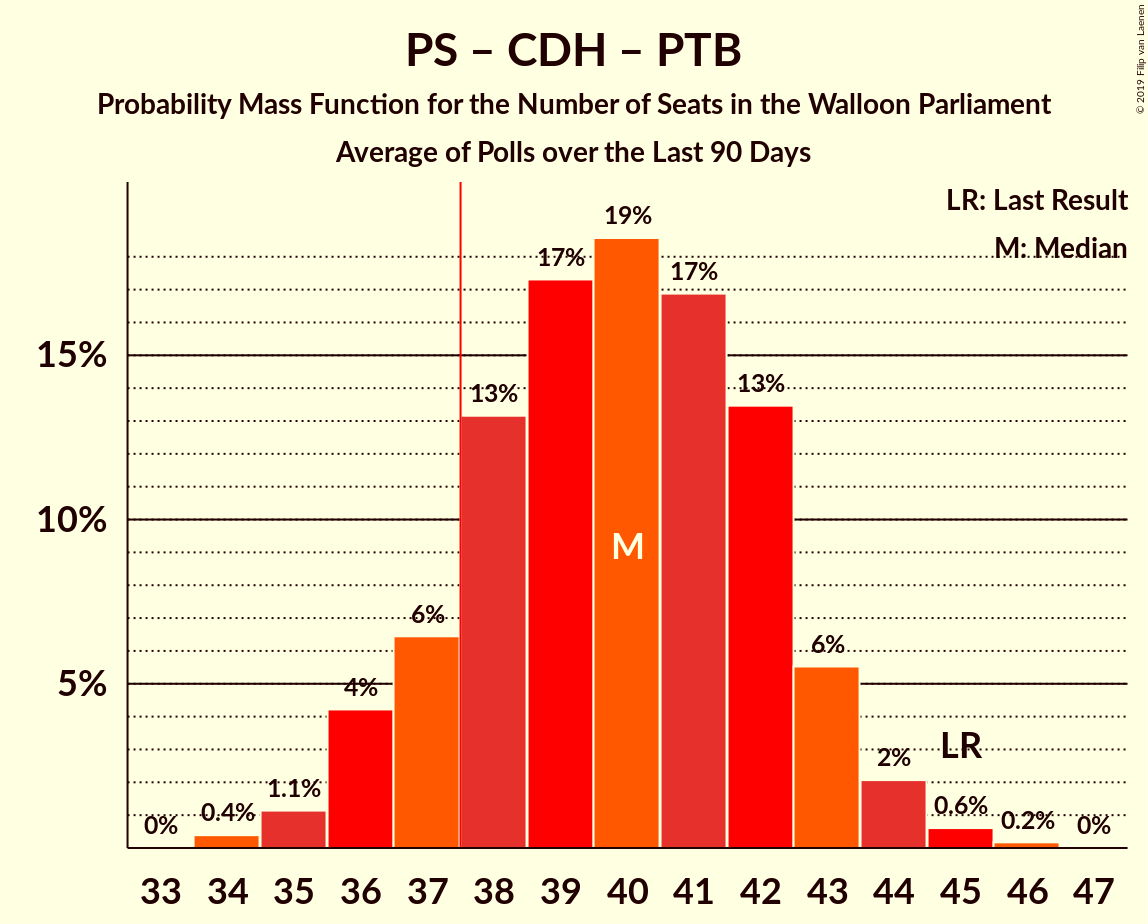 PS – CDH – PTB
Probability Mass Function for the Number of Seats in the Walloon Parliament
Average of Polls over the Last 90 Days
© 2019 Filip van Laenen
LR: Last Result
M: Median
15%
10%
5%
0%
0.4%
1.1%
4%
6%
13%
17%
19%
17%
13%
6%
2%
0.6%
0.2%
0%
M
LR
33 34 35 36 37 38 39 40 41 42 43 44 45 46 47